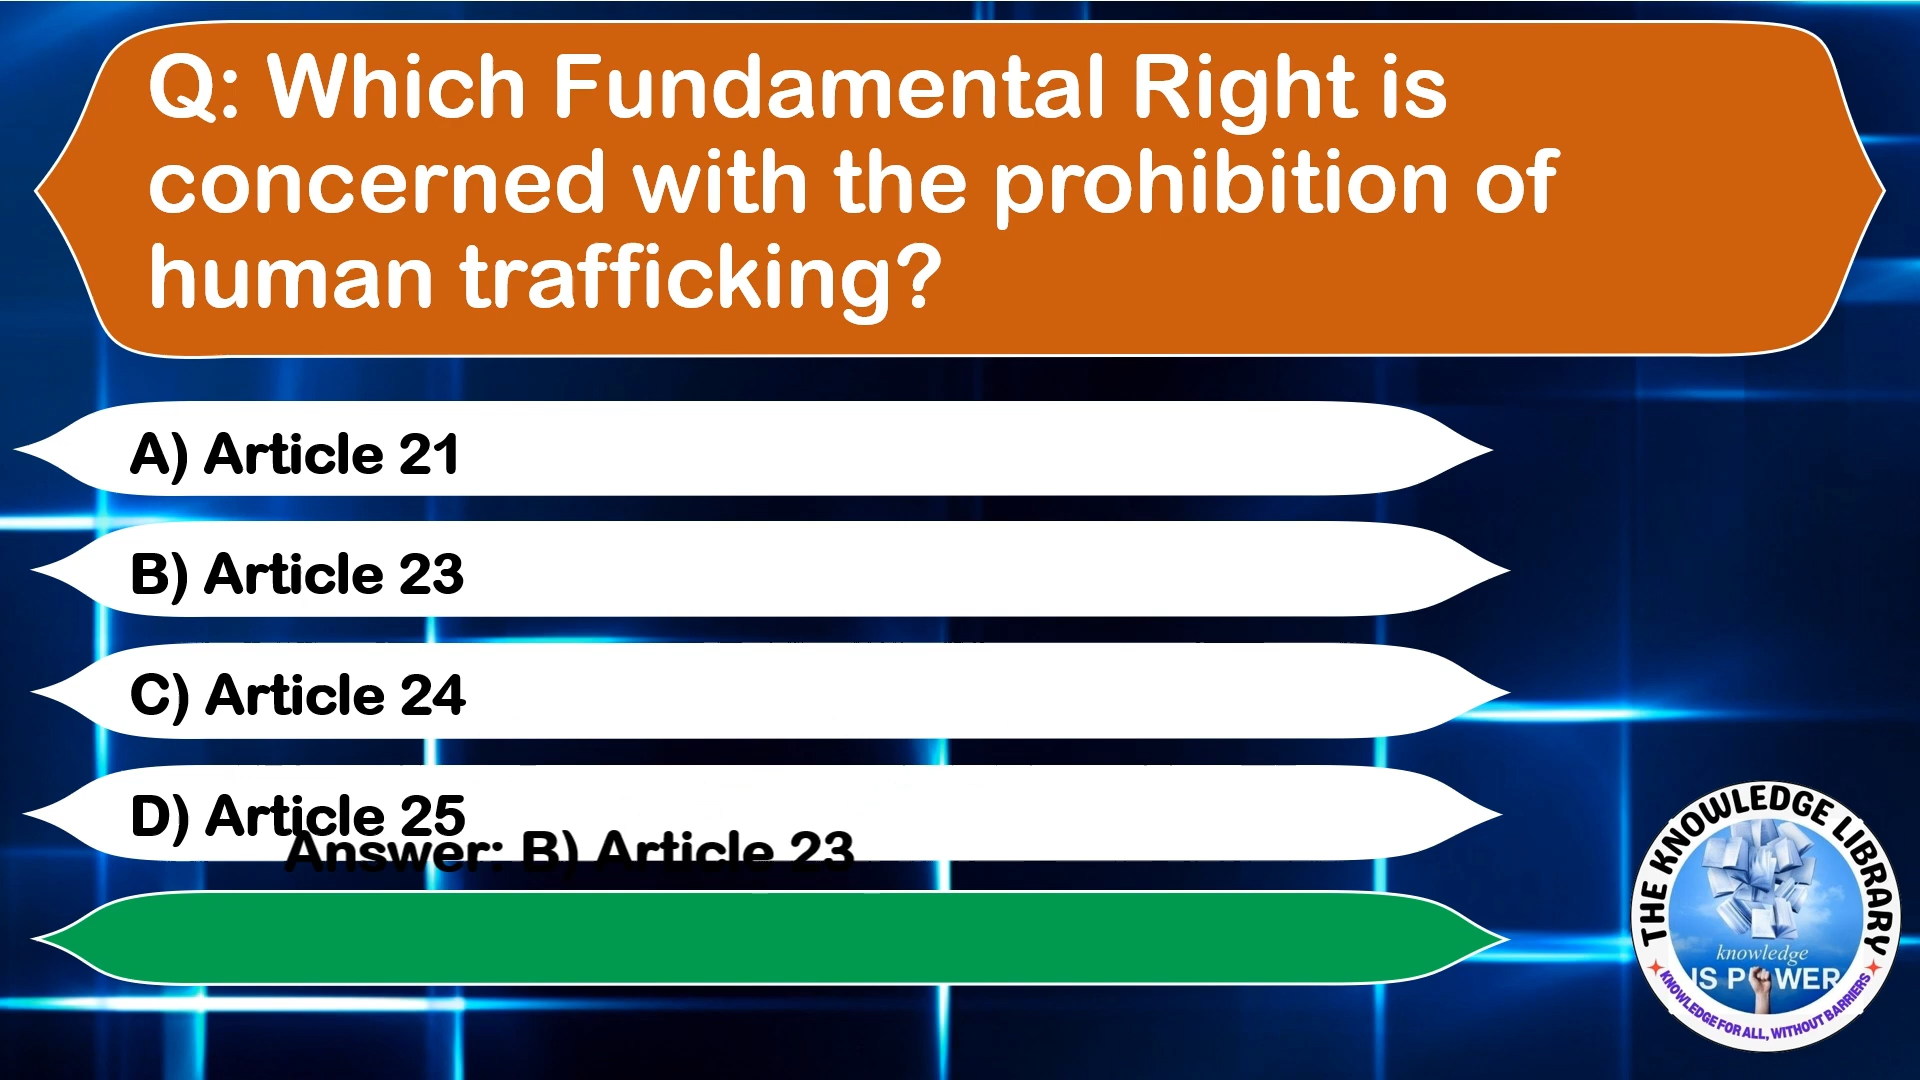 Q: Which Fundamental Right is
concerned with the prohibition of
human trafficking?
A) Article 21
B) Article 23
C) Article 24
D) Article 25
Answer: B) Article 23
THE KNOWLEDGE LIBRARY
knowledge
IS POWER
KNOWLEDGE FOR ALL, WITHOUT BARRIERS